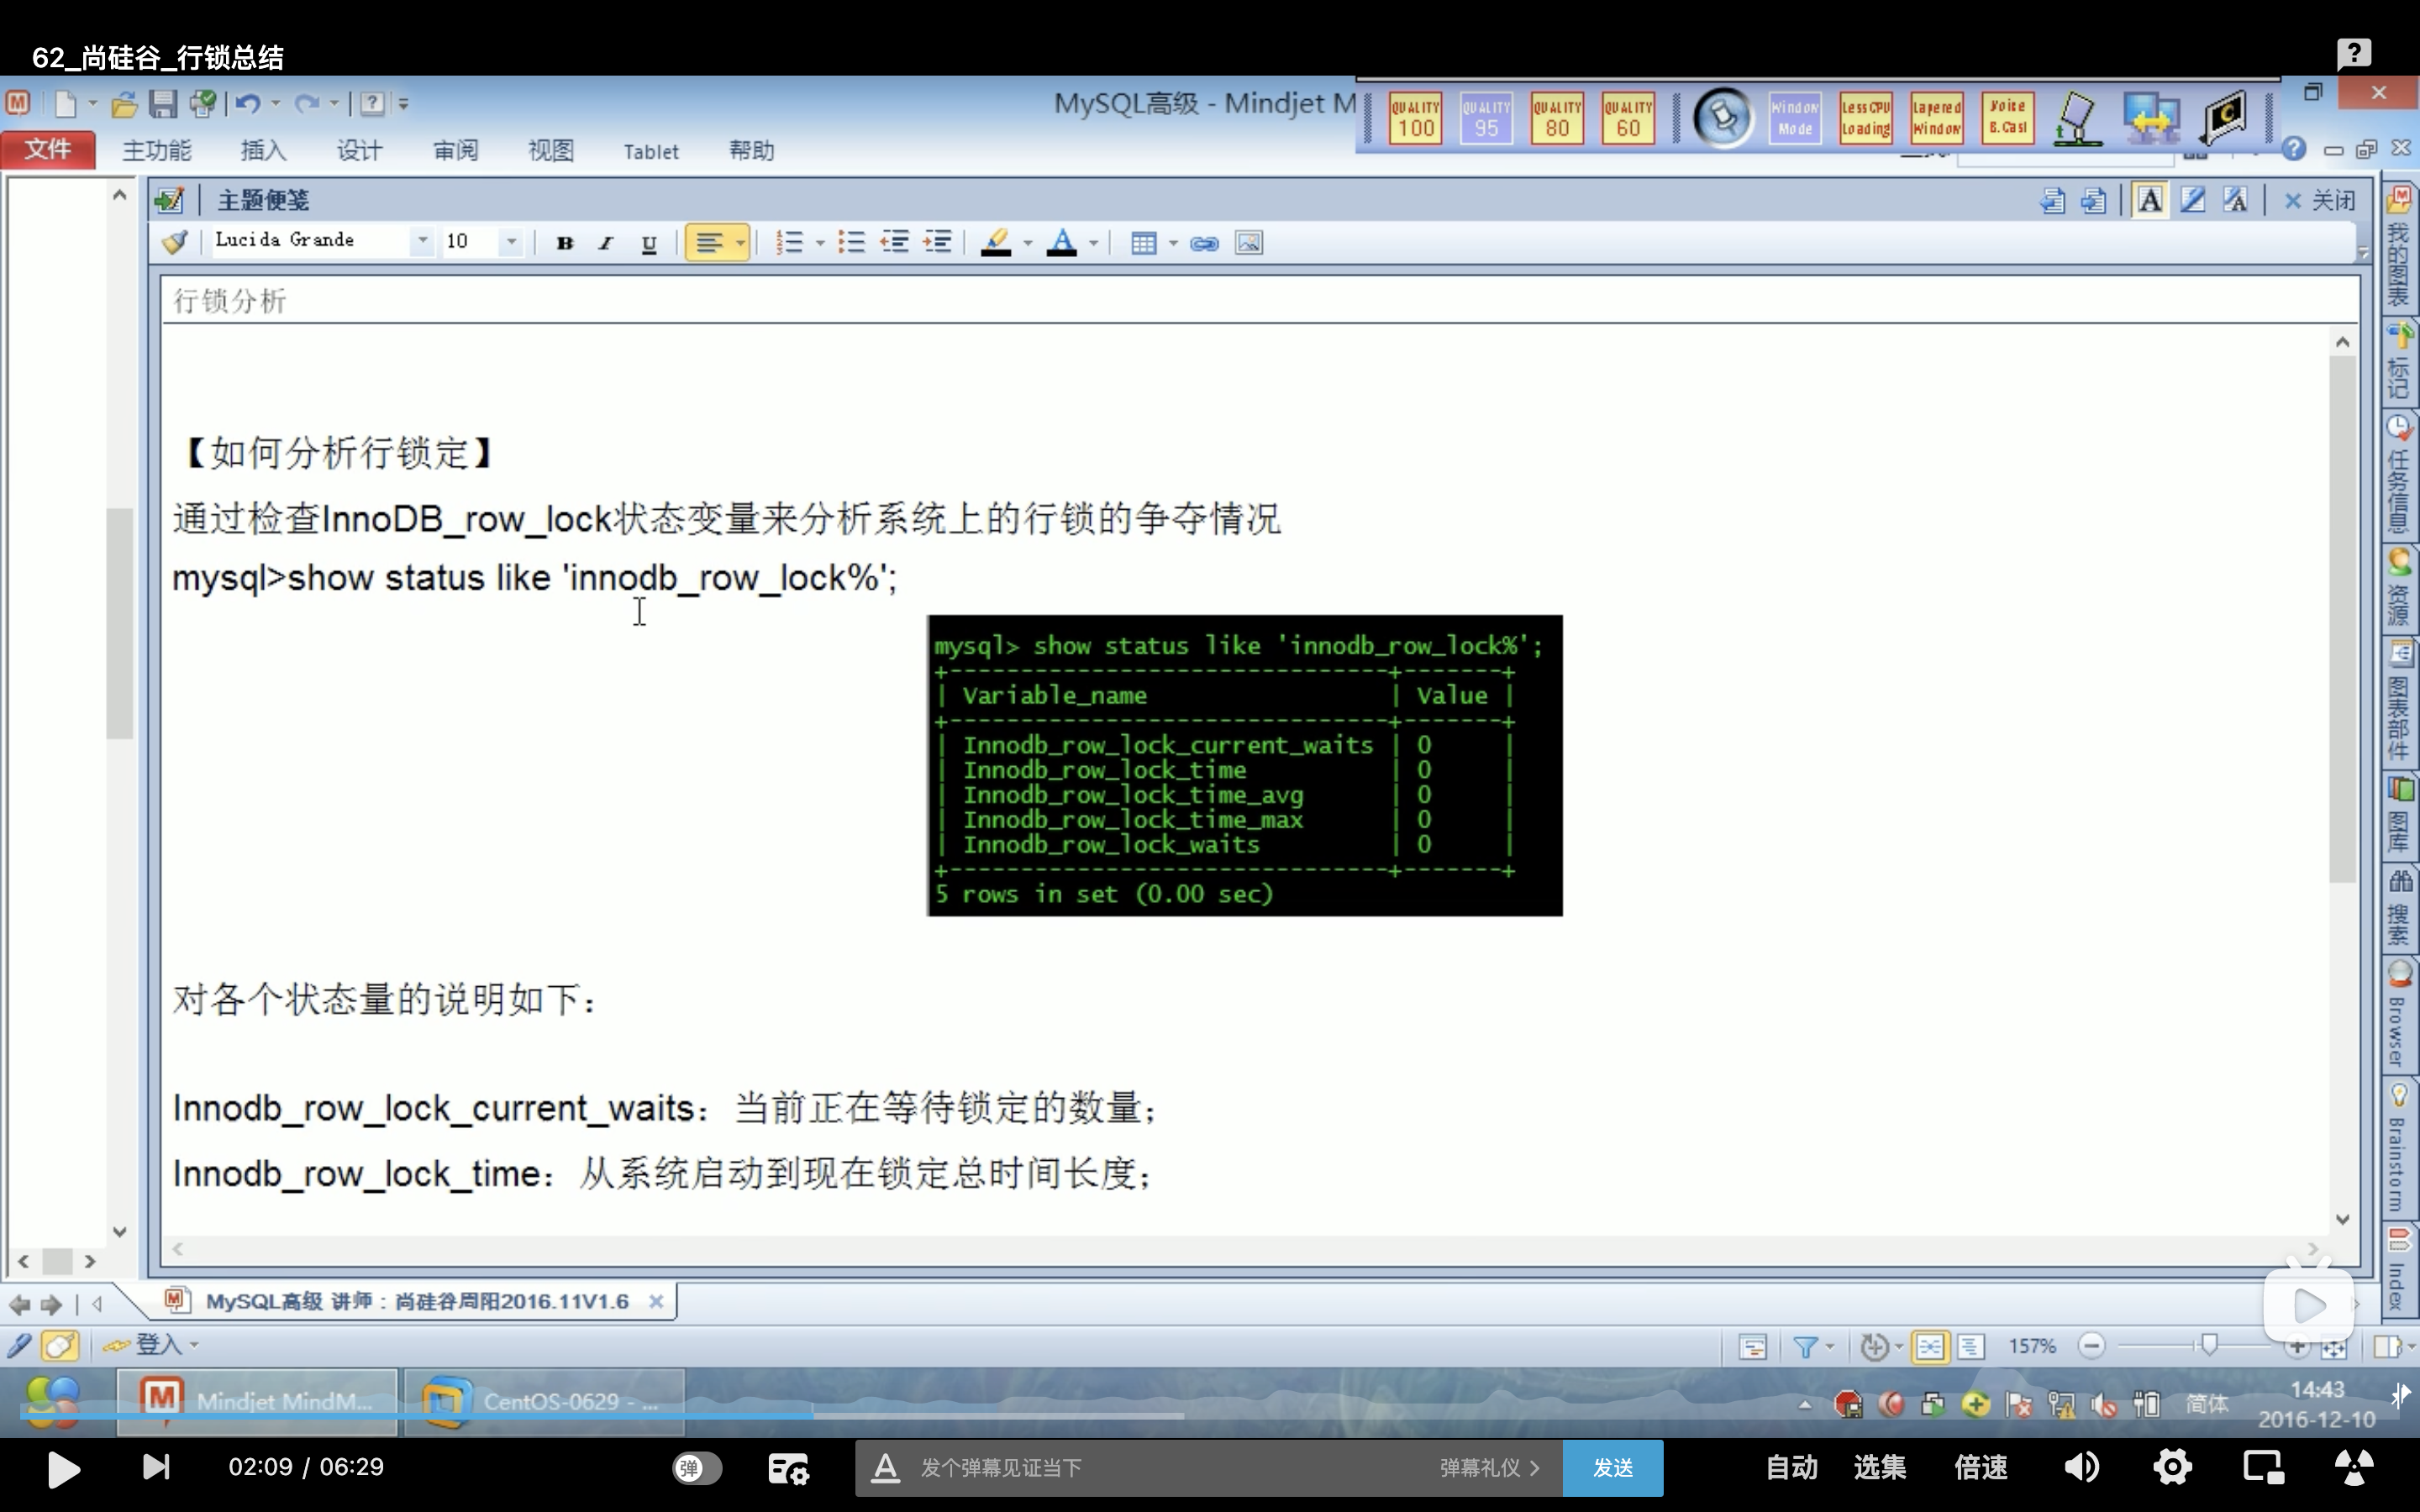 62_尚硅谷_行锁总结
MySQL高级 - Mindjet M
QUALITY 100
QUALITY 95
QUALITY 80
QUALITY 60
Window Mode
Less CPU Loading
Layered Window
文件 主功能 插入 设计 审阅 视图 Tablet 帮助
主题便笺
关闭
Lucida Grande 10
行锁分析
【如何分析行锁定】
通过检查InnoDB_row_lock状态变量来分析系统上的行锁的争夺情况
mysql>show status like 'innodb_row_lock%';
mysql> show status like 'innodb_row_lock%';
+-------------------------------+-------+
| Variable_name | Value |
+-------------------------------+-------+
| Innodb_row_lock_current_waits | 0 |
| Innodb_row_lock_time | 0 |
| Innodb_row_lock_time_avg | 0 |
| Innodb_row_lock_time_max | 0 |
| Innodb_row_lock_waits | 0 |
+-------------------------------+-------+
5 rows in set (0.00 sec)
对各个状态量的说明如下：
Innodb_row_lock_current_waits：当前正在等待锁定的数量；
Innodb_row_lock_time：从系统启动到现在锁定总时间长度；
我的图表
标记
任务信息
资源
图表部件
图库
搜素
Browser
Brainstorm
Index
MySQL高级 讲师：尚硅谷周阳2016.11V1.6
登入
157%
Mindjet MindM...
CentOS-0629 - ...
简体
14:43
2016-12-10
02:09 / 06:29
弹
发个弹幕见证当下
弹幕礼仪
发送
自动 选集 倍速